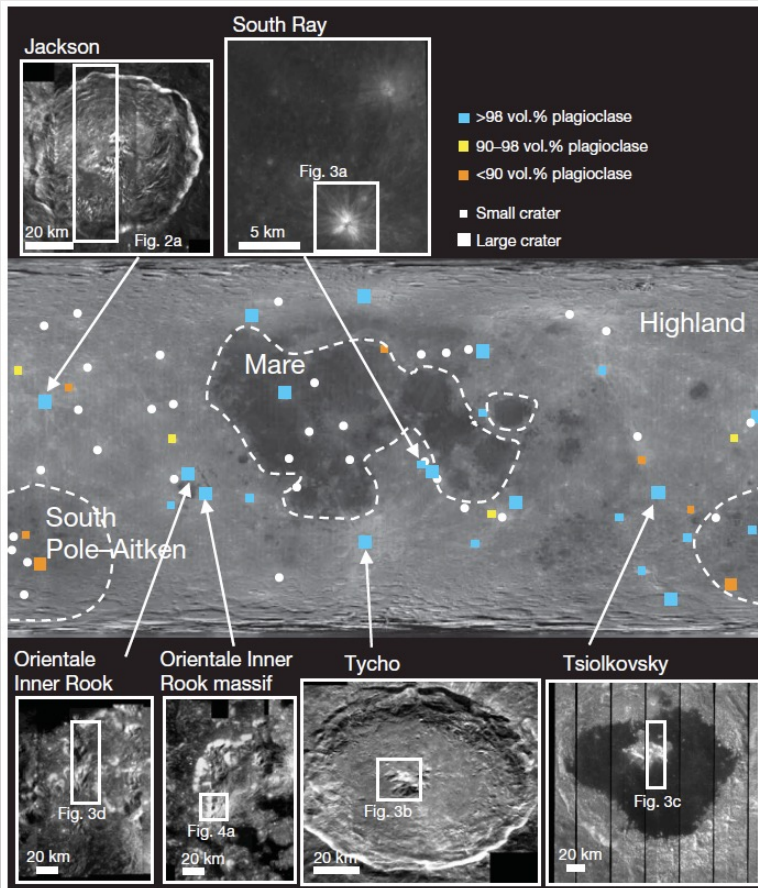 Jackson
20 km
Fig. 2a
South Ray
Fig. 3a
5 km
>98 vol.% plagioclase
90–98 vol.% plagioclase
<90 vol.% plagioclase
Small crater
Large crater
Highland
Mare
South
Pole–Aitken
Orientale
Inner Rook
Fig. 3d
20 km
Orientale Inner
Rook massif
Fig. 4a
20 km
Tycho
Fig. 3b
20 km
Tsiolkovsky
Fig. 3c
20 km